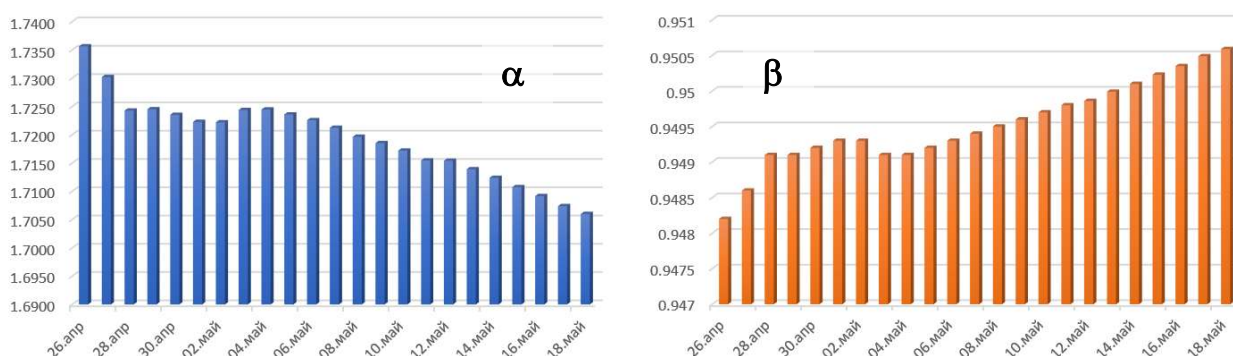 1.7400
1.7350
1.7300
1.7250
1.7200
1.7150
1.7100
1.7050
1.7000
1.6950
1.6900
α
26.апр
28.апр
30.апр
02.май
04.май
06.май
08.май
10.май
12.май
14.май
16.май
18.май
0.951
0.9505
0.95
0.9495
0.949
0.9485
0.948
0.9475
0.947
β
26.апр
28.апр
30.апр
02.май
04.май
06.май
08.май
10.май
12.май
14.май
16.май
18.май